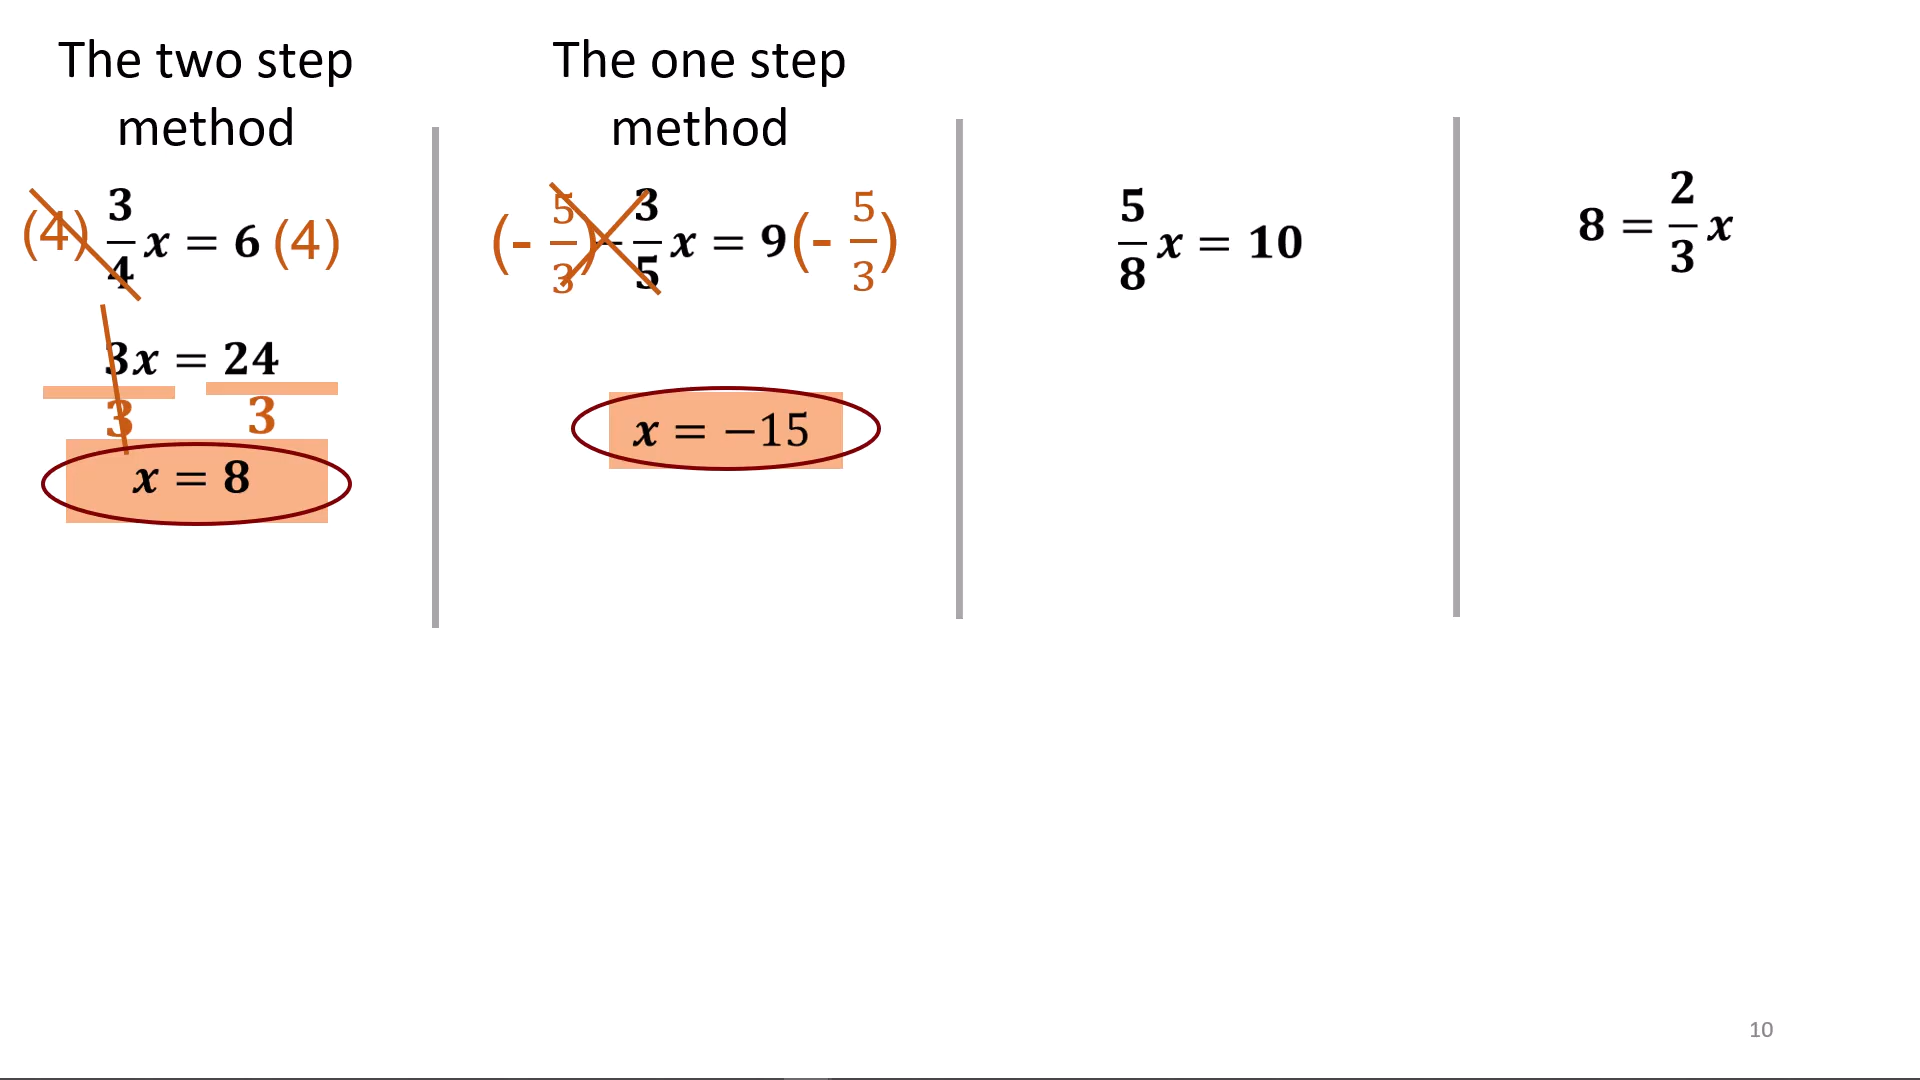 The two step
method
(4) 3/4 x = 6 (4)
3x = 24
3 3
x = 8
The one step
method
(- 5/3) − 3/5 x = 9 (- 5/3)
x = −15
5/8 x = 10
8 = 2/3 x
10